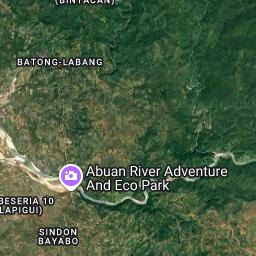 (BINTACAN)
BATONG-LABANG
Abuan River Adventure
And Eco Park
BESERIA 10
LAPIGUI)
SINDON
BAYABO